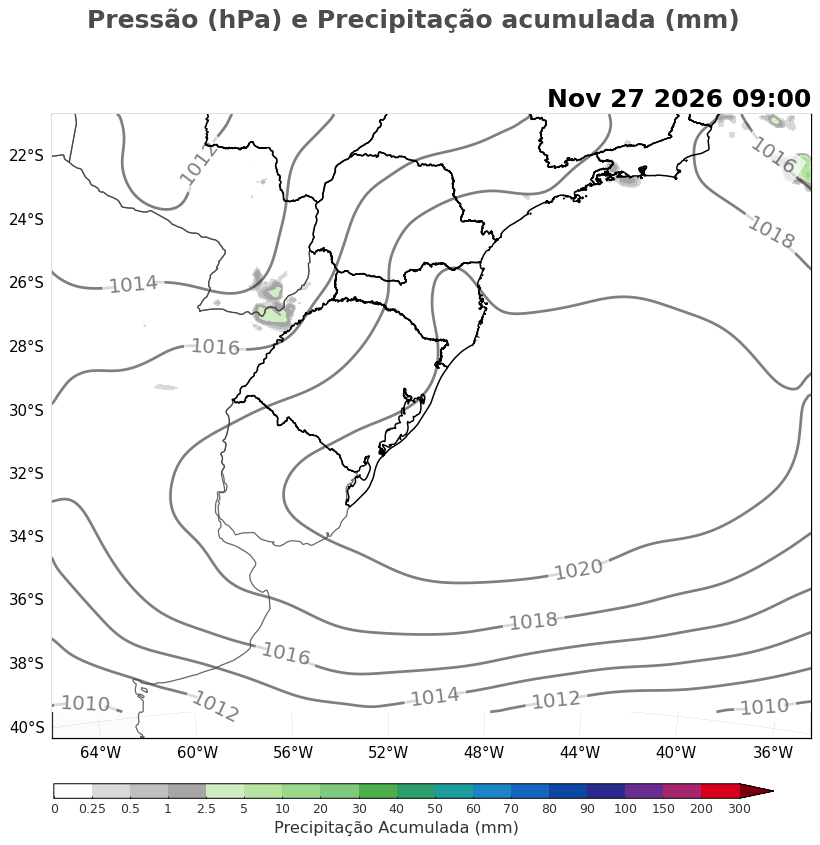 Pressão (hPa) e Precipitação acumulada (mm)
Nov 27 2026 09:00
22°S
24°S
26°S
28°S
30°S
32°S
34°S
36°S
38°S
40°S
1012
1016
1018
1014
1016
1020
1018
1016
1014
1012
1010
1012
1010
64°W 60°W 56°W 52°W 48°W 44°W 40°W 36°W
0 0.25 0.5 1 2.5 5 10 20 30 40 50 60 70 80 90 100 150 200 300
Precipitação Acumulada (mm)